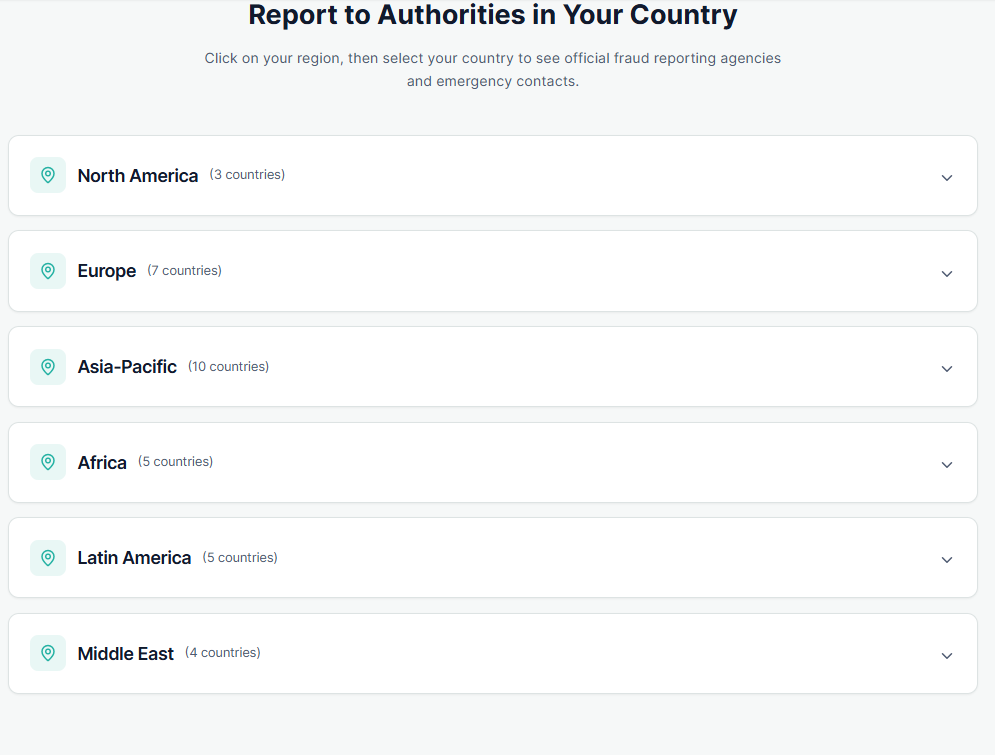 Report to Authorities in Your Country
Click on your region, then select your country to see official fraud reporting agencies
and emergency contacts.
North America (3 countries)
Europe (7 countries)
Asia-Pacific (10 countries)
Africa (5 countries)
Latin America (5 countries)
Middle East (4 countries)